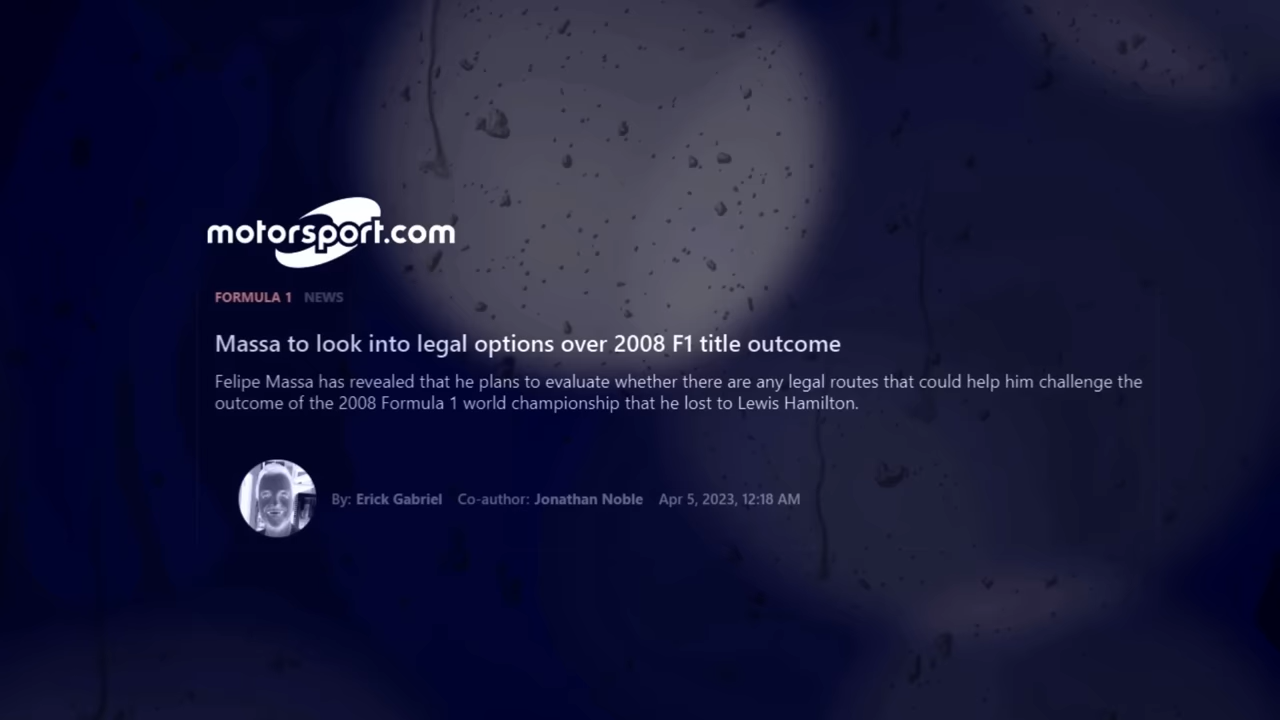 motorsport.com
FORMULA 1 NEWS
Massa to look into legal options over 2008 F1 title outcome
Felipe Massa has revealed that he plans to evaluate whether there are any legal routes that could help him challenge the
outcome of the 2008 Formula 1 world championship that he lost to Lewis Hamilton.
By: Erick Gabriel Co-author: Jonathan Noble Apr 5, 2023, 12:18 AM